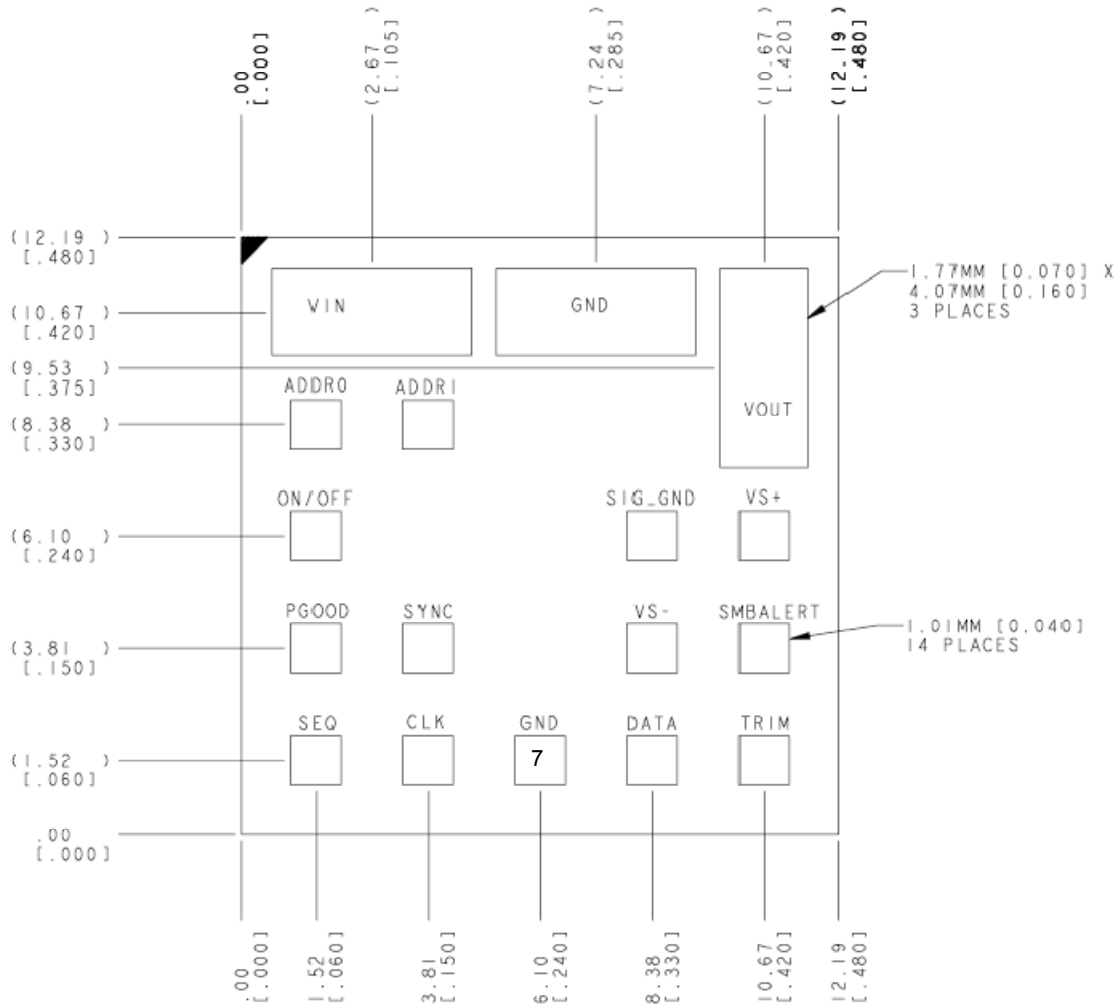 .00
[.000]
(2.67 )
[.105]
(7.24 )
[.285]
(10.67 )
[.420]
(12.19 )
[.480]
(12.19 )
[.480]
1.77MM [0.070] X
4.07MM [0.160]
3 PLACES
VIN
GND
(10.67 )
[.420]
(9.53 )
[.375]
ADDR0
ADDR1
VOUT
(8.38 )
[.330]
ON/OFF
SIG_GND
VS+
(6.10 )
[.240]
PGOOD
SYNC
VS-
SMBALERT
1.01MM [0.040]
14 PLACES
(3.81 )
[.150]
SEQ
CLK
GND
DATA
TRIM
7
(1.52 )
[.060]
.00
[.000]
.00
[.000]
1.52
[.060]
3.81
[.150]
6.10
[.240]
8.38
[.330]
10.67
[.420]
12.19
[.480]